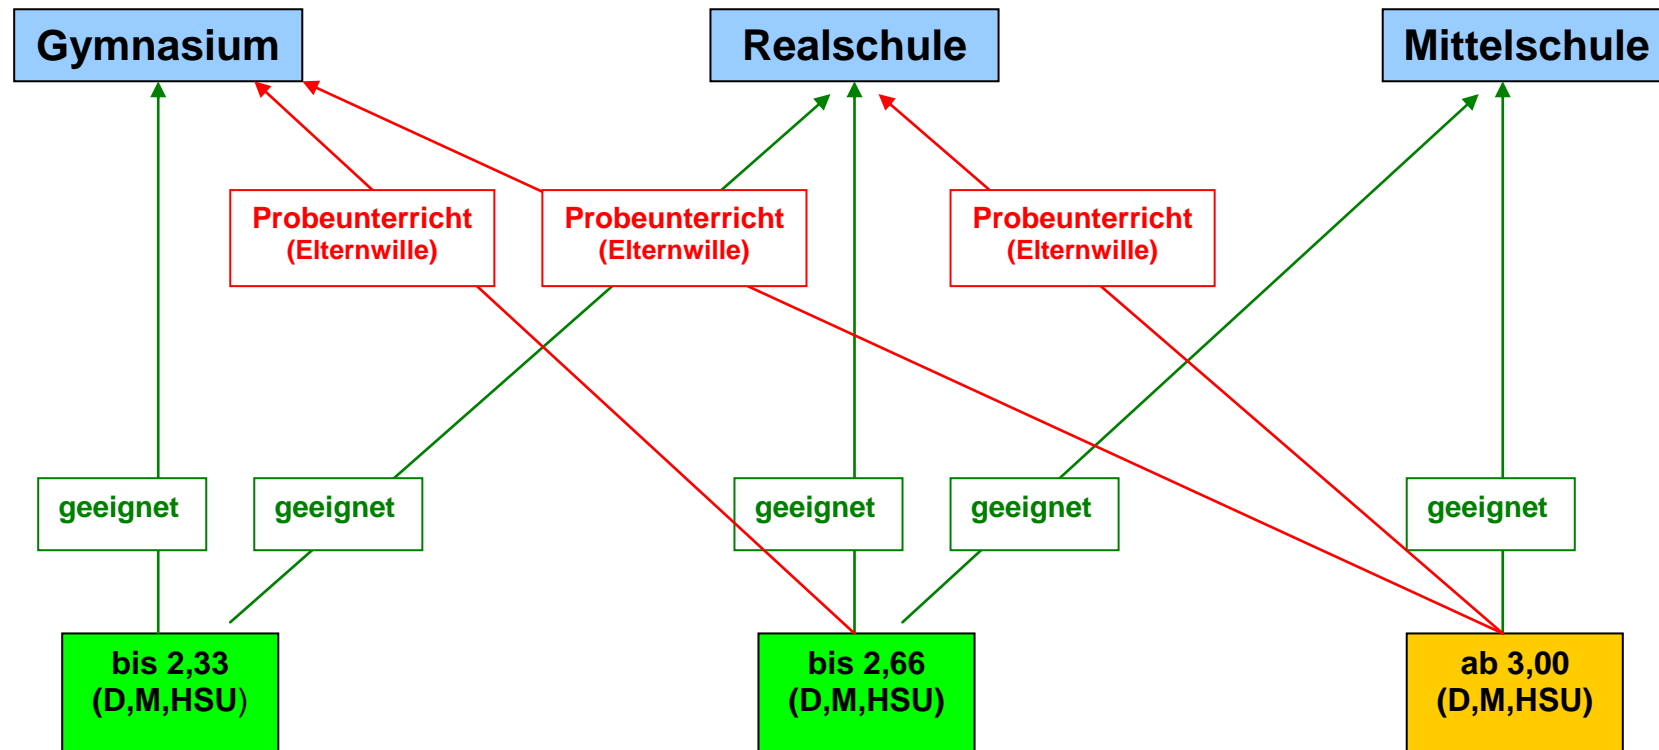 Gymnasium
Realschule
Mittelschule
Probeunterricht
(Elternwille)
Probeunterricht
(Elternwille)
Probeunterricht
(Elternwille)
geeignet
geeignet
geeignet
geeignet
geeignet
bis 2,33
(D,M,HSU)
bis 2,66
(D,M,HSU)
ab 3,00
(D,M,HSU)